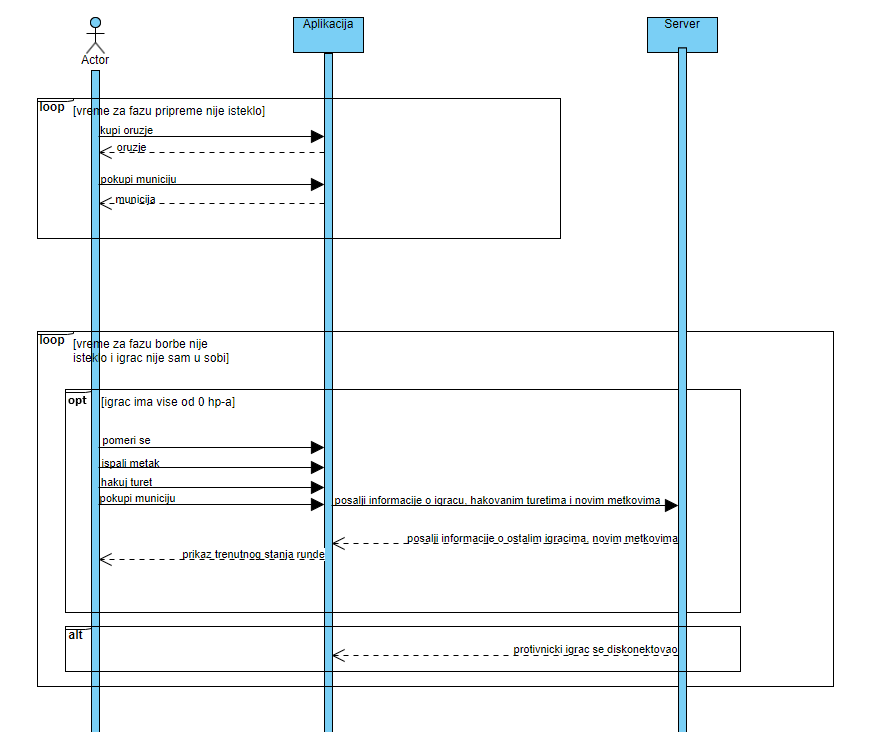 Aplikacija
Server
Actor
loop
[vreme za fazu pripreme nije isteklo]
kupi oruzje
oruzje
pokupi municiju
municija
loop
[vreme za fazu borbe nije
isteklo i igrac nije sam u sobi]
opt
[igrac ima vise od 0 hp-a]
pomeri se
ispali metak
hakuj turet
pokupi municiju
posalji informacije o igracu, hakovanim turetima i novim metkovima
posalji informacije o ostalim igracima, novim metkovima
prikaz trenutnog stanja runde
alt
protivnicki igrac se diskonektovao